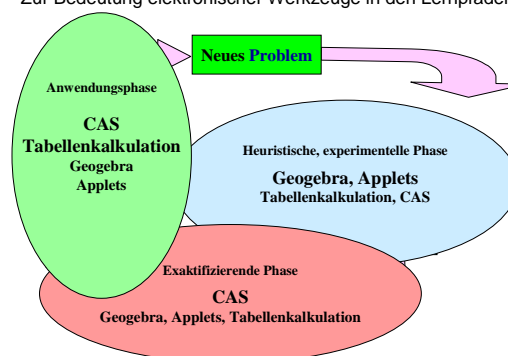 Zur Bedeutung elektronischer Werkzeuge in den Lernpfaden
Neues Problem
Anwendungsphase
CAS
Tabellenkalkulation
Geogebra
Applets
Heuristische, experimentelle Phase
Geogebra, Applets
Tabellenkalkulation, CAS
Exaktifizierende Phase
CAS
Geogebra, Applets, Tabellenkalkulation